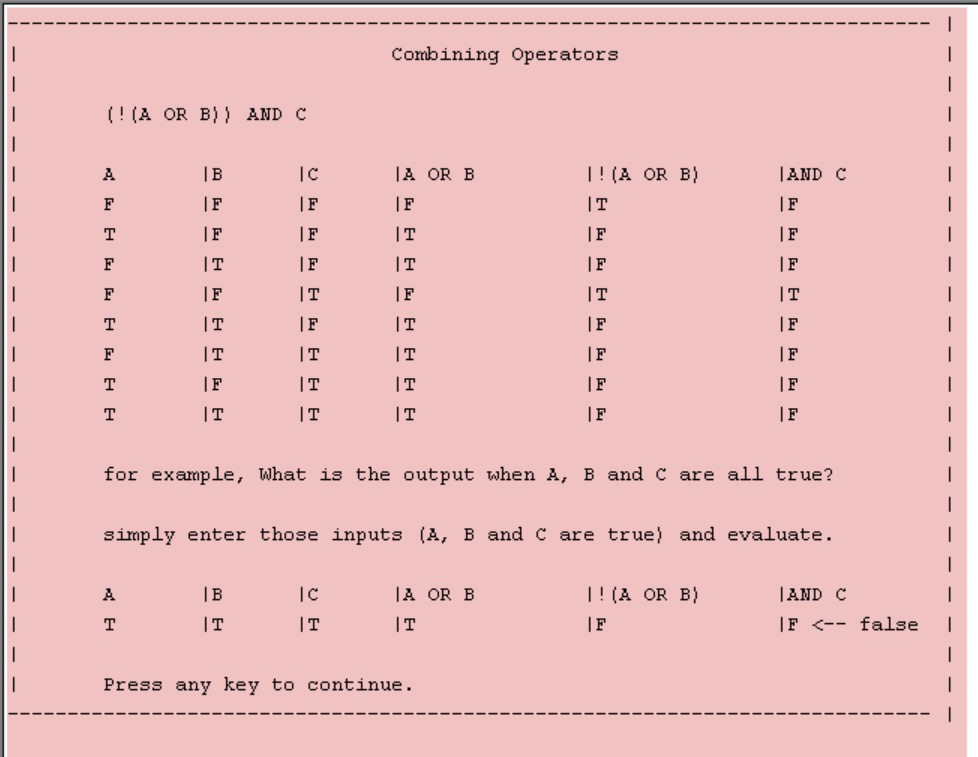 ----------------------------------------------------------------------------- |
| Combining Operators |
| |
| (!(A OR B)) AND C |
| |
| A |B |C |A OR B |!(A OR B) |AND C |
| F |F |F |F |T |F |
| T |F |F |T |F |F |
| F |T |F |T |F |F |
| F |F |T |F |T |T |
| T |T |F |T |F |F |
| F |T |T |T |F |F |
| T |F |T |T |F |F |
| T |T |T |T |F |F |
| |
| for example, What is the output when A, B and C are all true? |
| |
| simply enter those inputs (A, B and C are true) and evaluate. |
| |
| A |B |C |A OR B |!(A OR B) |AND C |
| T |T |T |T |F |F <-- false |
| |
| Press any key to continue. |
----------------------------------------------------------------------------- |